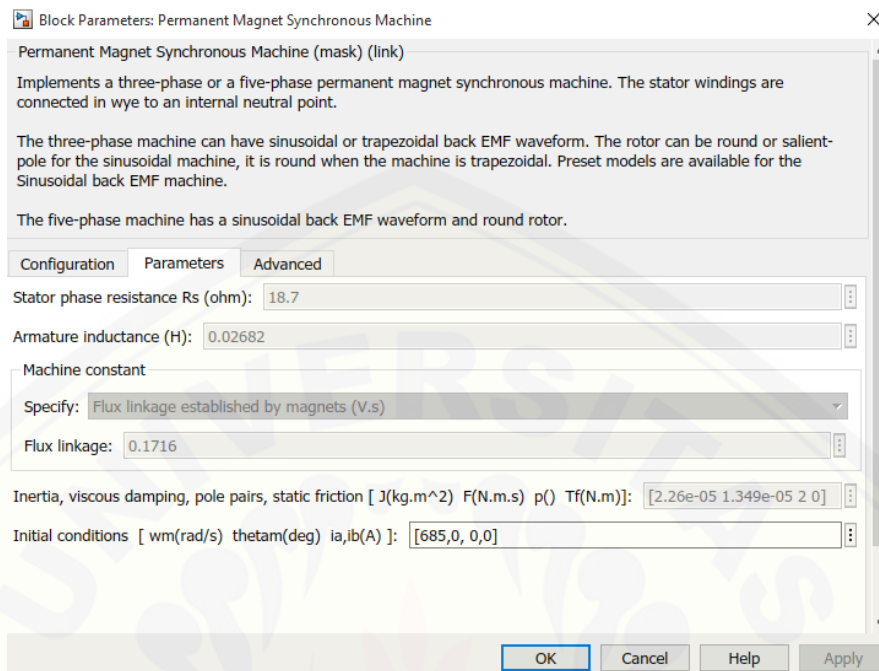 Block Parameters: Permanent Magnet Synchronous Machine
Permanent Magnet Synchronous Machine (mask) (link)
Implements a three-phase or a five-phase permanent magnet synchronous machine. The stator windings are
connected in wye to an internal neutral point.
The three-phase machine can have sinusoidal or trapezoidal back EMF waveform. The rotor can be round or salient-
pole for the sinusoidal machine, it is round when the machine is trapezoidal. Preset models are available for the
Sinusoidal back EMF machine.
The five-phase machine has a sinusoidal back EMF waveform and round rotor.
Configuration Parameters Advanced
Stator phase resistance Rs (ohm): 18.7
Armature inductance (H): 0.02682
Machine constant
Specify: Flux linkage established by magnets (V.s)
Flux linkage: 0.1716
Inertia, viscous damping, pole pairs, static friction [ J(kg.m^2) F(N.m.s) p() Tf(N.m)]: [2.26e-05 1.349e-05 2 0]
Initial conditions [ wm(rad/s) thetam(deg) ia,ib(A) ]: [685,0, 0,0]
UNIVERSITAS
OK Cancel Help Apply